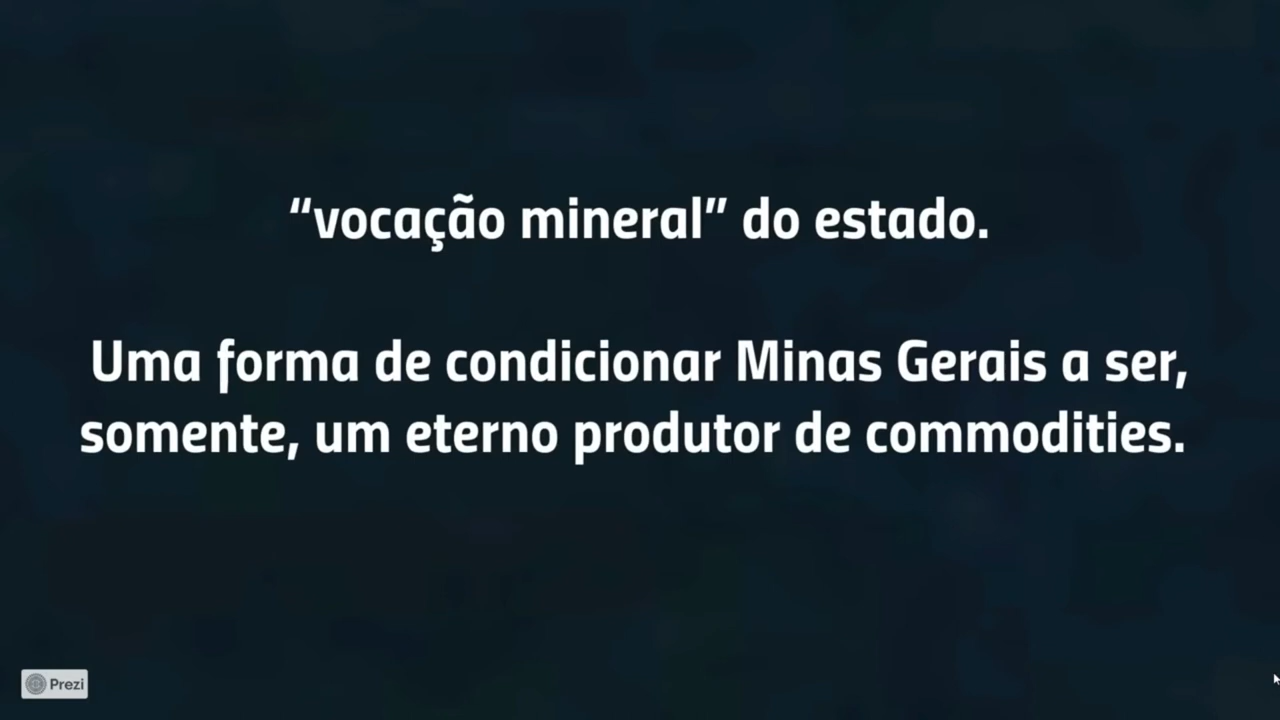 “vocação mineral” do estado.
Uma forma de condicionar Minas Gerais a ser,
somente, um eterno produtor de commodities.
Prezi